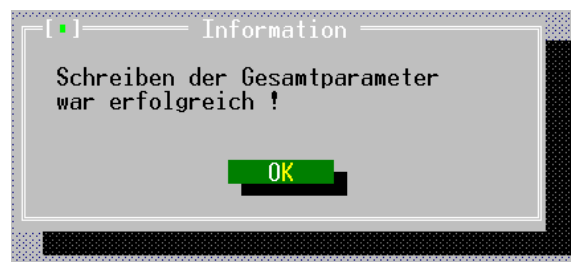 [▪] Information
Schreiben der Gesamtparameter
war erfolgreich !
OK